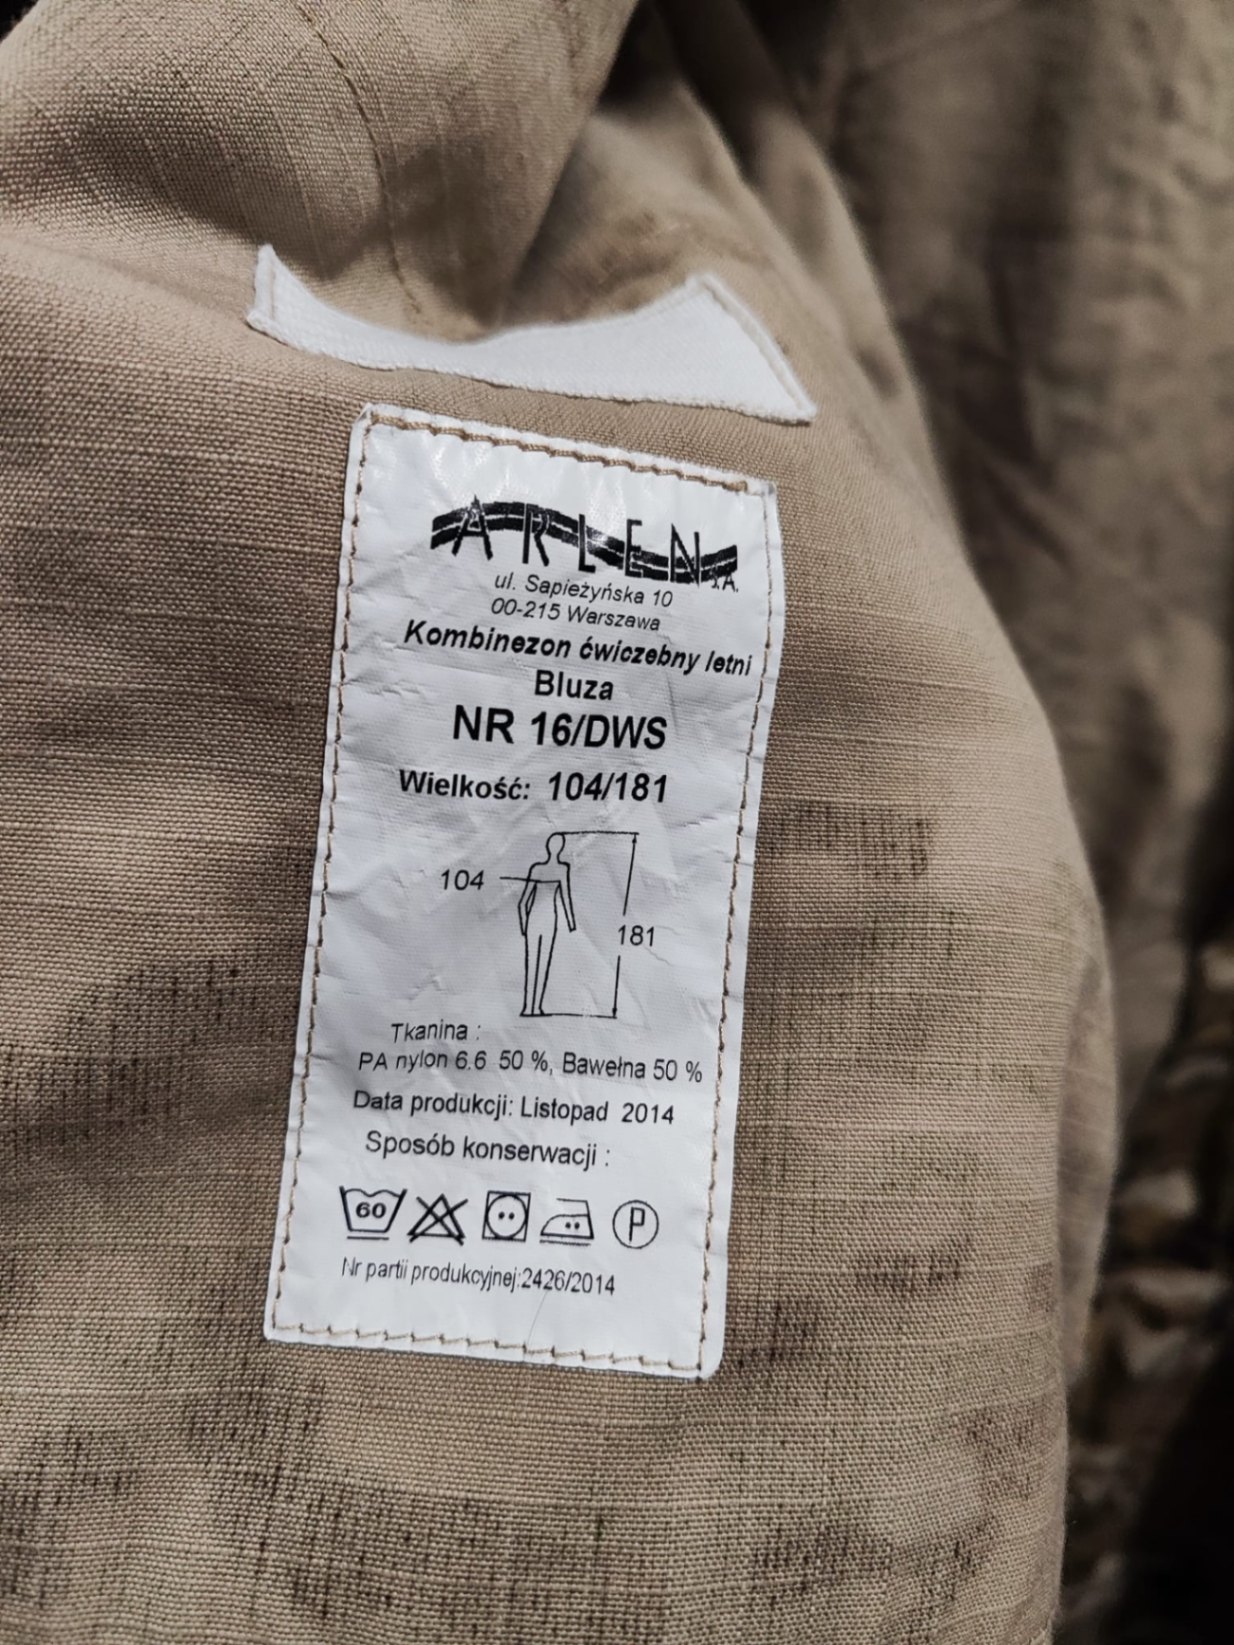 ARLEN S.A.
ul. Sapieżyńska 10
00-215 Warszawa
Kombinezon ćwiczebny letni
Bluza
NR 16/DWS
Wielkość: 104/181
104
181
Tkanina :
PA nylon 6.6 50 %, Bawełna 50 %
Data produkcji: Listopad 2014
Sposób konserwacji :
60 P
Nr partii produkcyjnej:2426/2014